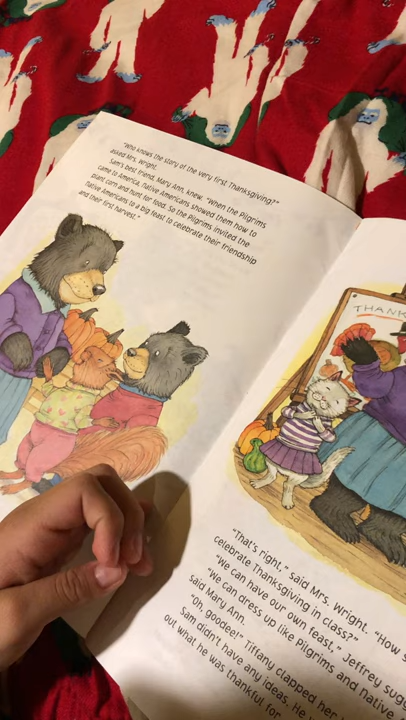 "Who knows the story of the very first Thanksgiving?"
asked Mrs. Wright.
Sam's best friend, Mary Ann, knew. "When the Pilgrims
came to America, native Americans showed them how to
plant corn and hunt for food. So the Pilgrims invited the
native Americans to a big feast to celebrate their friendship
and their first harvest."
THANK
"That's right," said Mrs. Wright. "How s
celebrate Thanksgiving in class?"
"We can have our own feast," Jeffrey sugg
"We can dress up like Pilgrims and native
said Mary Ann.
"Oh, goodee!" Tiffany clapped her
Sam didn't have any ideas. He
out what he was thankful for.